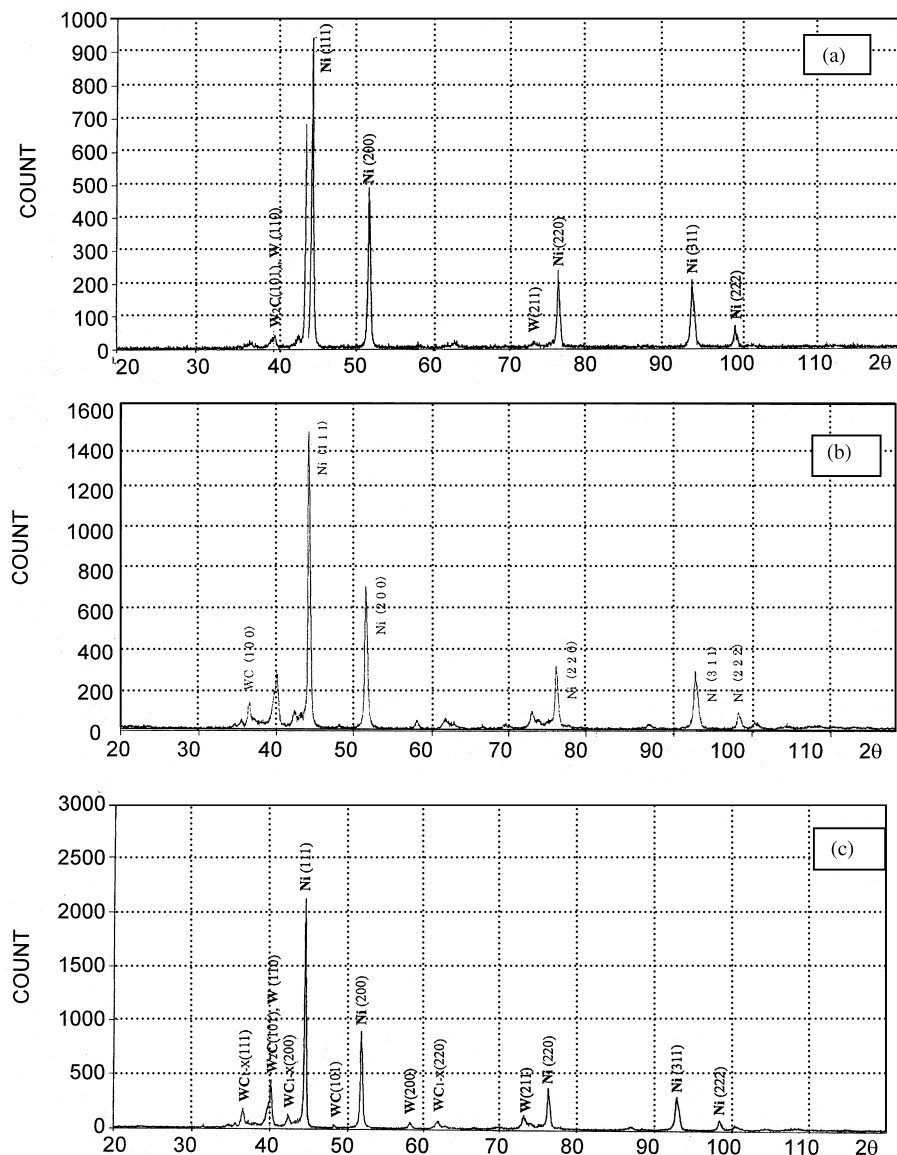 1000
900
800
700
600
500
400
300
200
100
0
COUNT
(a)
Ni (111)
Ni (200)
W₂C(101), W (110)
W(211)
Ni (220)
Ni (311)
Ni (222)
20 30 40 50 60 70 80 90 100 110 2θ
1600
1400
1200
1000
800
600
400
200
0
COUNT
(b)
Ni (1 1 1)
Ni (2 0 0)
WC (1 0 0)
Ni (2 2 0)
Ni (3 1 1)
Ni (2 2 2)
20 30 40 50 60 70 80 90 100 110 2θ
3000
2500
2000
1500
1000
500
0
COUNT
(c)
WC₁₋ₓ(111)
W₂C(101), W (110)
WC₁₋ₓ(200)
Ni (111)
WC(101)
Ni (200)
W(200)
WC₁₋ₓ(220)
W(211)
Ni (220)
Ni (311)
Ni (222)
20 30 40 50 60 70 80 90 100 110 2θ